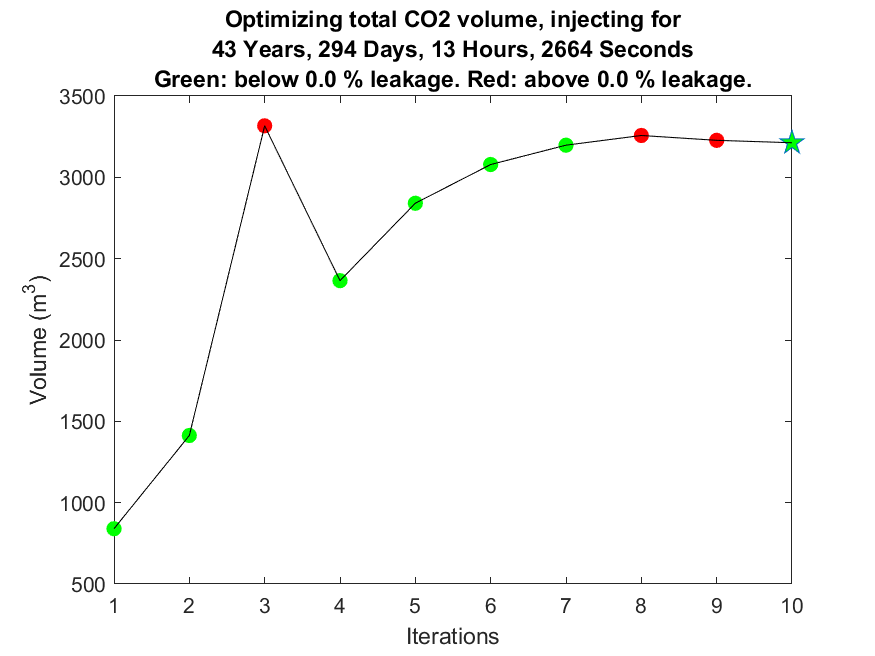 Optimizing total CO2 volume, injecting for
43 Years, 294 Days, 13 Hours, 2664 Seconds
Green: below 0.0 % leakage. Red: above 0.0 % leakage.
3500
3000
2500
2000
1500
1000
500
Volume (m³)
1 2 3 4 5 6 7 8 9 10
Iterations